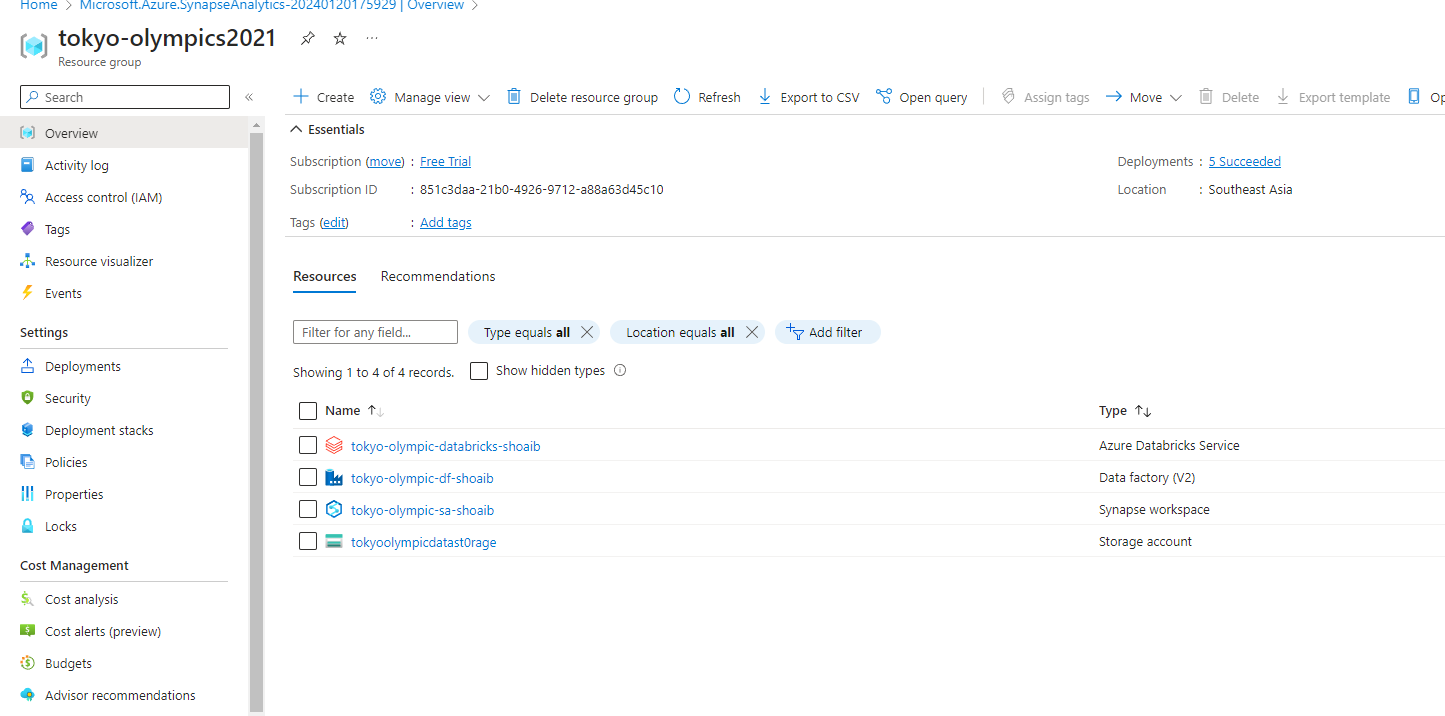 Home > Microsoft.Azure.SynapseAnalytics-20240120175929 | Overview >
tokyo-olympics2021 ...
Resource group
Search «
Create Manage view Delete resource group Refresh Export to CSV Open query Assign tags Move Delete Export template
Overview
Activity log
Access control (IAM)
Tags
Resource visualizer
Events
Settings
Deployments
Security
Deployment stacks
Policies
Properties
Locks
Cost Management
Cost analysis
Cost alerts (preview)
Budgets
Advisor recommendations
Essentials
Subscription (move) : Free Trial
Subscription ID : 851c3daa-21b0-4926-9712-a88a63d45c10
Tags (edit) : Add tags
Deployments : 5 Succeeded
Location : Southeast Asia
Resources Recommendations
Filter for any field... Type equals all Location equals all Add filter
Showing 1 to 4 of 4 records. Show hidden types
Name ↑↓ Type ↑↓
tokyo-olympic-databricks-shoaib Azure Databricks Service
tokyo-olympic-df-shoaib Data factory (V2)
tokyo-olympic-sa-shoaib Synapse workspace
tokyoolympicdatast0rage Storage account